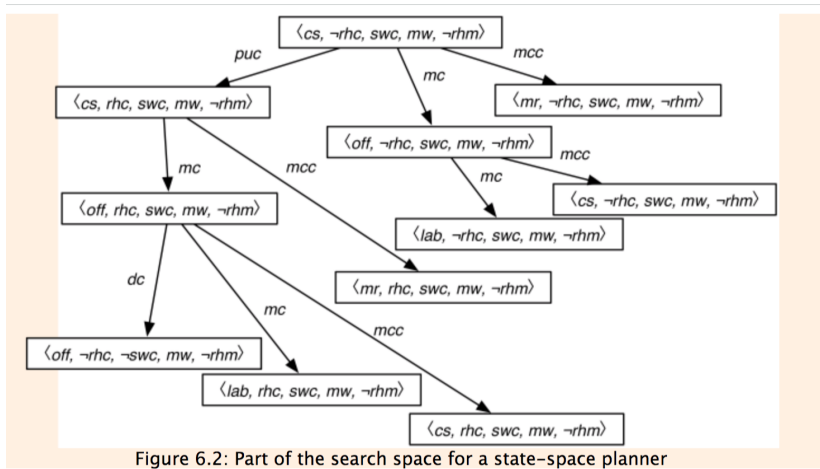 ⟨cs, ¬rhc, swc, mw, ¬rhm⟩
puc
mc
mcc
⟨cs, rhc, swc, mw, ¬rhm⟩
⟨mr, ¬rhc, swc, mw, ¬rhm⟩
⟨off, ¬rhc, swc, mw, ¬rhm⟩
mc
mcc
mc
mcc
⟨cs, ¬rhc, swc, mw, ¬rhm⟩
⟨off, rhc, swc, mw, ¬rhm⟩
⟨lab, ¬rhc, swc, mw, ¬rhm⟩
dc
mc
mcc
⟨mr, rhc, swc, mw, ¬rhm⟩
⟨off, ¬rhc, ¬swc, mw, ¬rhm⟩
⟨lab, rhc, swc, mw, ¬rhm⟩
⟨cs, rhc, swc, mw, ¬rhm⟩
Figure 6.2: Part of the search space for a state-space planner